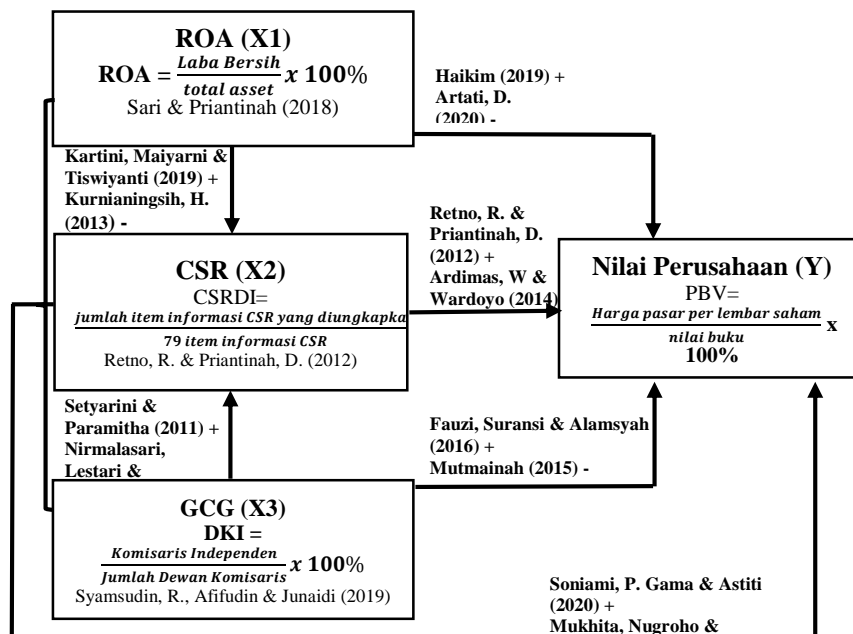 ROA (X1)
ROA = Laba Bersih / total asset x 100%
Sari & Priantinah (2018)
Haikim (2019) +
Artati, D.
(2020) -
Kartini, Maiyarni &
Tiswiyanti (2019) +
Kurnianingsih, H.
(2013) -
CSR (X2)
CSRDI=
jumlah item informasi CSR yang diungkapka
79 item informasi CSR
Retno, R. & Priantinah, D. (2012)
Retno, R. &
Priantinah, D.
(2012) +
Ardimas, W &
Wardoyo (2014)
Nilai Perusahaan (Y)
PBV=
Harga pasar per lembar saham / nilai buku x
100%
Setyarini &
Paramitha (2011) +
Nirmalasari,
Lestari &
Fauzi, Suransi & Alamsyah
(2016) +
Mutmainah (2015) -
GCG (X3)
DKI =
Komisaris Independen / Jumlah Dewan Komisaris x 100%
Syamsudin, R., Afifudin & Junaidi (2019)
Soniami, P. Gama & Astiti
(2020) +
Mukhita, Nugroho &